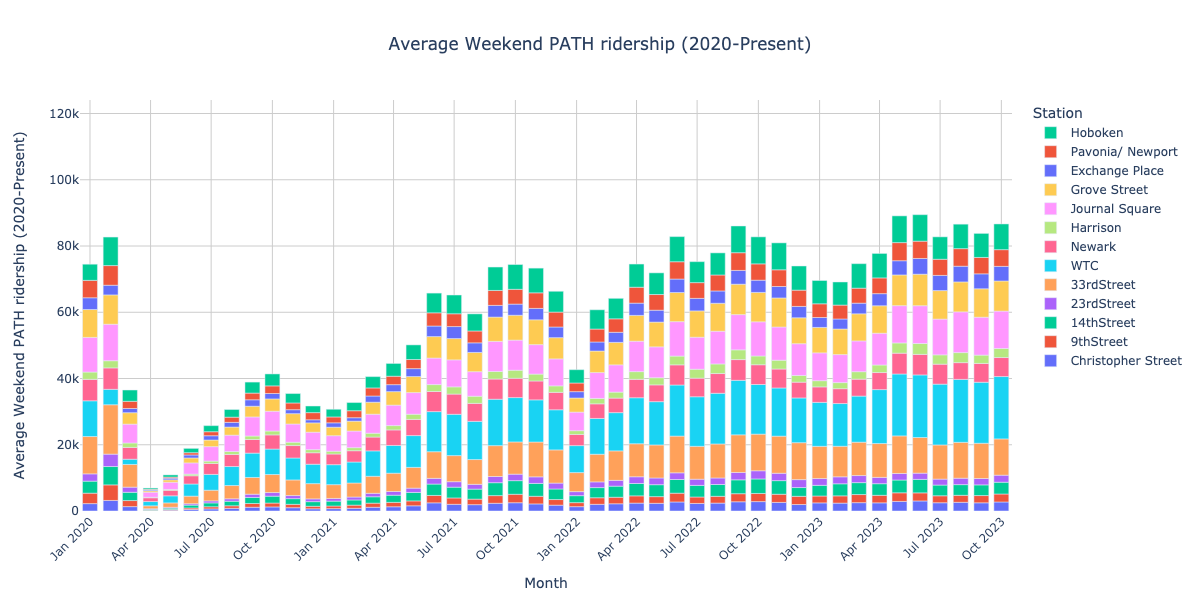 Average Weekend PATH ridership (2020-Present)
Average Weekend PATH ridership (2020-Present)
120k
100k
80k
60k
40k
20k
0
Jan 2020
Apr 2020
Jul 2020
Oct 2020
Jan 2021
Apr 2021
Jul 2021
Oct 2021
Jan 2022
Apr 2022
Jul 2022
Oct 2022
Jan 2023
Apr 2023
Jul 2023
Oct 2023
Month
Station
Hoboken
Pavonia/ Newport
Exchange Place
Grove Street
Journal Square
Harrison
Newark
WTC
33rdStreet
23rdStreet
14thStreet
9thStreet
Christopher Street